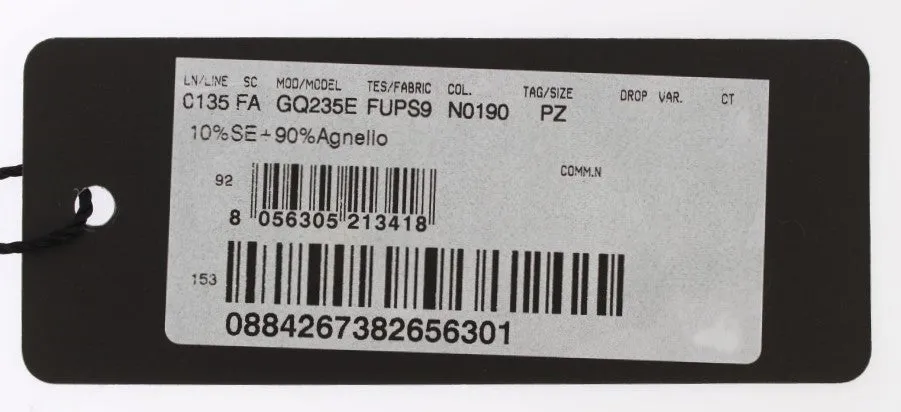 LN/LINE SC MOD/MODEL TES/FABRIC COL. TAG/SIZE DROP VAR. CT
C135 FA GQ235E FUPS9 N0190 PZ
10%SE+90%Agnello
COMM.N
92
8 056305 213418
153
0884267382656301